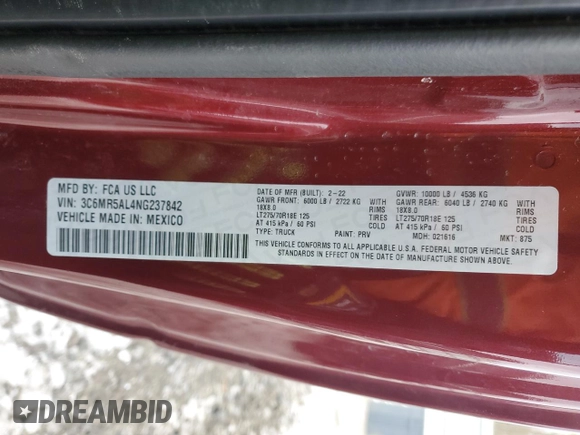 MFD BY: FCA US LLC
VIN: 3C6MR5AL4NG237842
VEHICLE MADE IN: MEXICO
DATE OF MFR (BUILT): 2-22
GAWR FRONT: 6000 LB / 2722 KG
18X8.0 RIMS
LT275/70R18E 125 TIRES
AT 415 kPa / 60 PSI COLD
TYPE: TRUCK PAINT: PRV
GVWR: 10000 LB / 4536 KG
GAWR REAR: 6040 LB / 2740 KG
18X8.0 RIMS
LT275/70R18E 125 TIRES
AT 415 kPa / 60 PSI COLD
MDH: 021616 MKT: 875
THIS VEHICLE CONFORMS TO ALL APPLICABLE U.S.A. FEDERAL MOTOR VEHICLE SAFETY
STANDARDS IN EFFECT ON THE DATE OF MANUFACTURE SHOWN ABOVE.
DREAMBID